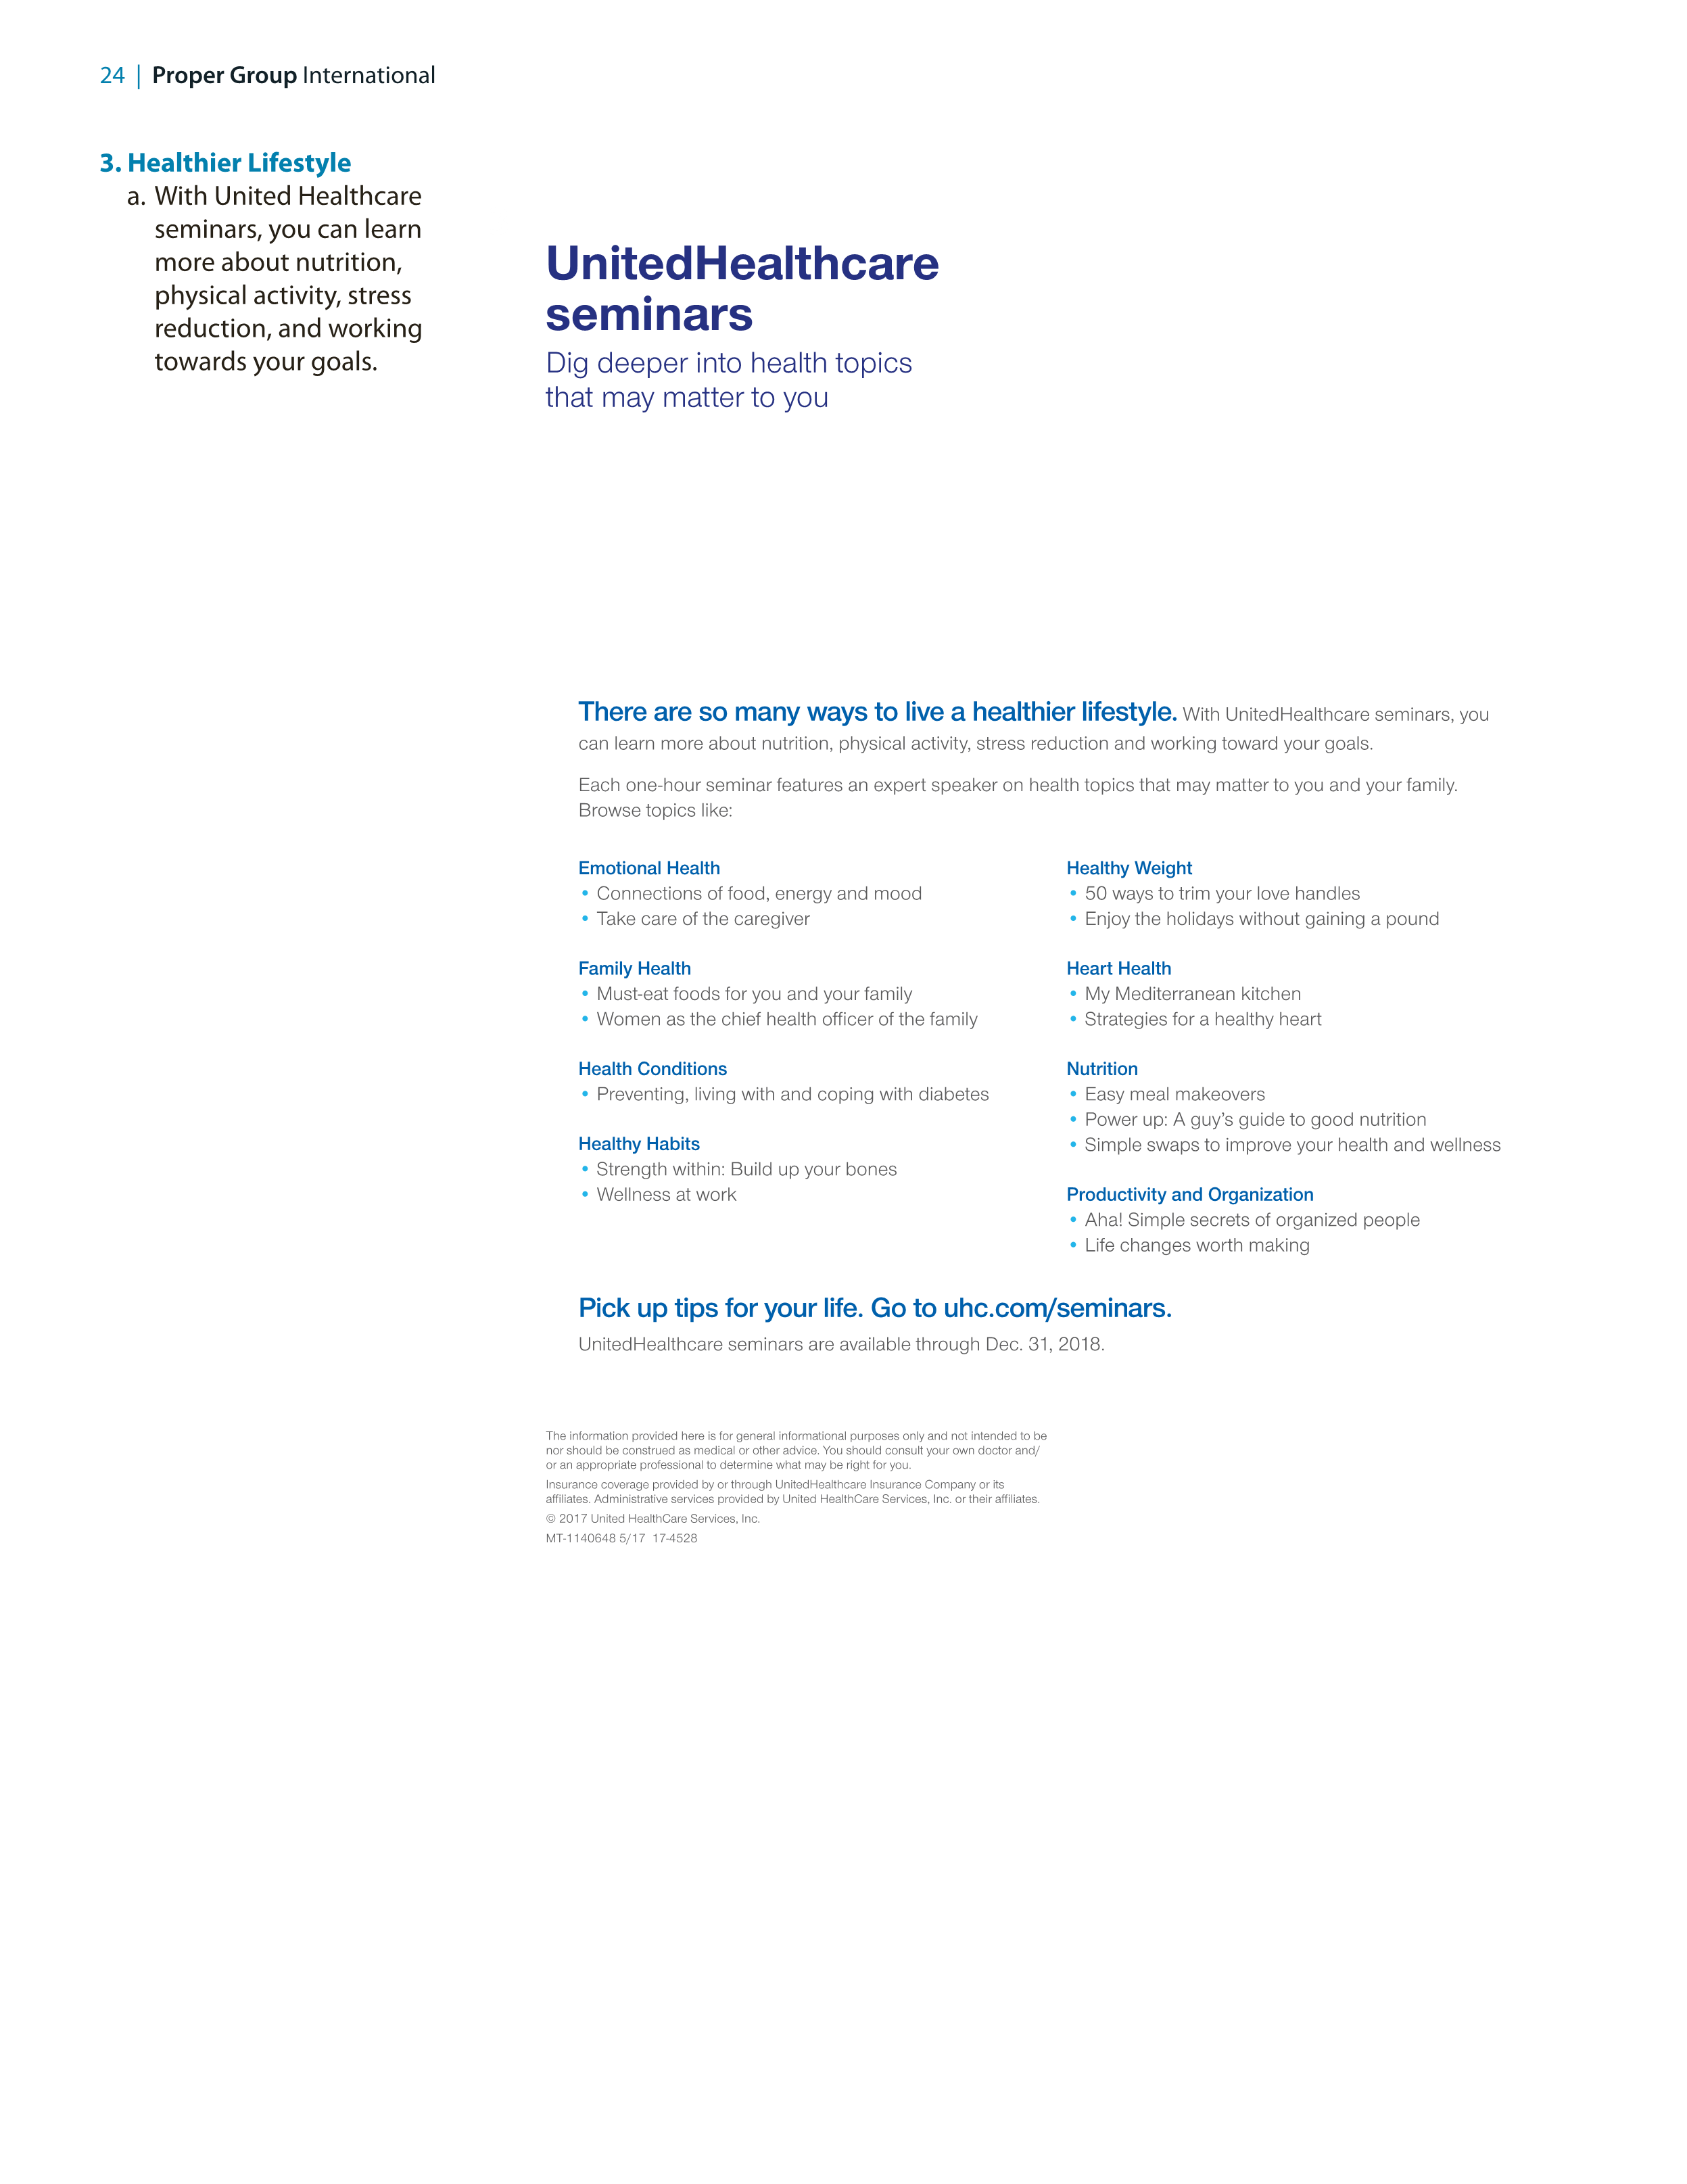 24 | Proper Group International
3. Healthier Lifestyle
a. With United Healthcare
seminars, you can learn
more about nutrition,
physical activity, stress
reduction, and working
towards your goals.
UnitedHealthcare
seminars
Dig deeper into health topics
that may matter to you
There are so many ways to live a healthier lifestyle. With UnitedHealthcare seminars, you
can learn more about nutrition, physical activity, stress reduction and working toward your goals.
Each one-hour seminar features an expert speaker on health topics that may matter to you and your family.
Browse topics like:
Emotional Health
• Connections of food, energy and mood
• Take care of the caregiver
Family Health
• Must-eat foods for you and your family
• Women as the chief health officer of the family
Health Conditions
• Preventing, living with and coping with diabetes
Healthy Habits
• Strength within: Build up your bones
• Wellness at work
Healthy Weight
• 50 ways to trim your love handles
• Enjoy the holidays without gaining a pound
Heart Health
• My Mediterranean kitchen
• Strategies for a healthy heart
Nutrition
• Easy meal makeovers
• Power up: A guy’s guide to good nutrition
• Simple swaps to improve your health and wellness
Productivity and Organization
• Aha! Simple secrets of organized people
• Life changes worth making
Pick up tips for your life. Go to uhc.com/seminars.
UnitedHealthcare seminars are available through Dec. 31, 2018.
The information provided here is for general informational purposes only and not intended to be
nor should be construed as medical or other advice. You should consult your own doctor and/
or an appropriate professional to determine what may be right for you.
Insurance coverage provided by or through UnitedHealthcare Insurance Company or its
affiliates. Administrative services provided by United HealthCare Services, Inc. or their affiliates.
© 2017 United HealthCare Services, Inc.
MT-1140648 5/17 17-4528